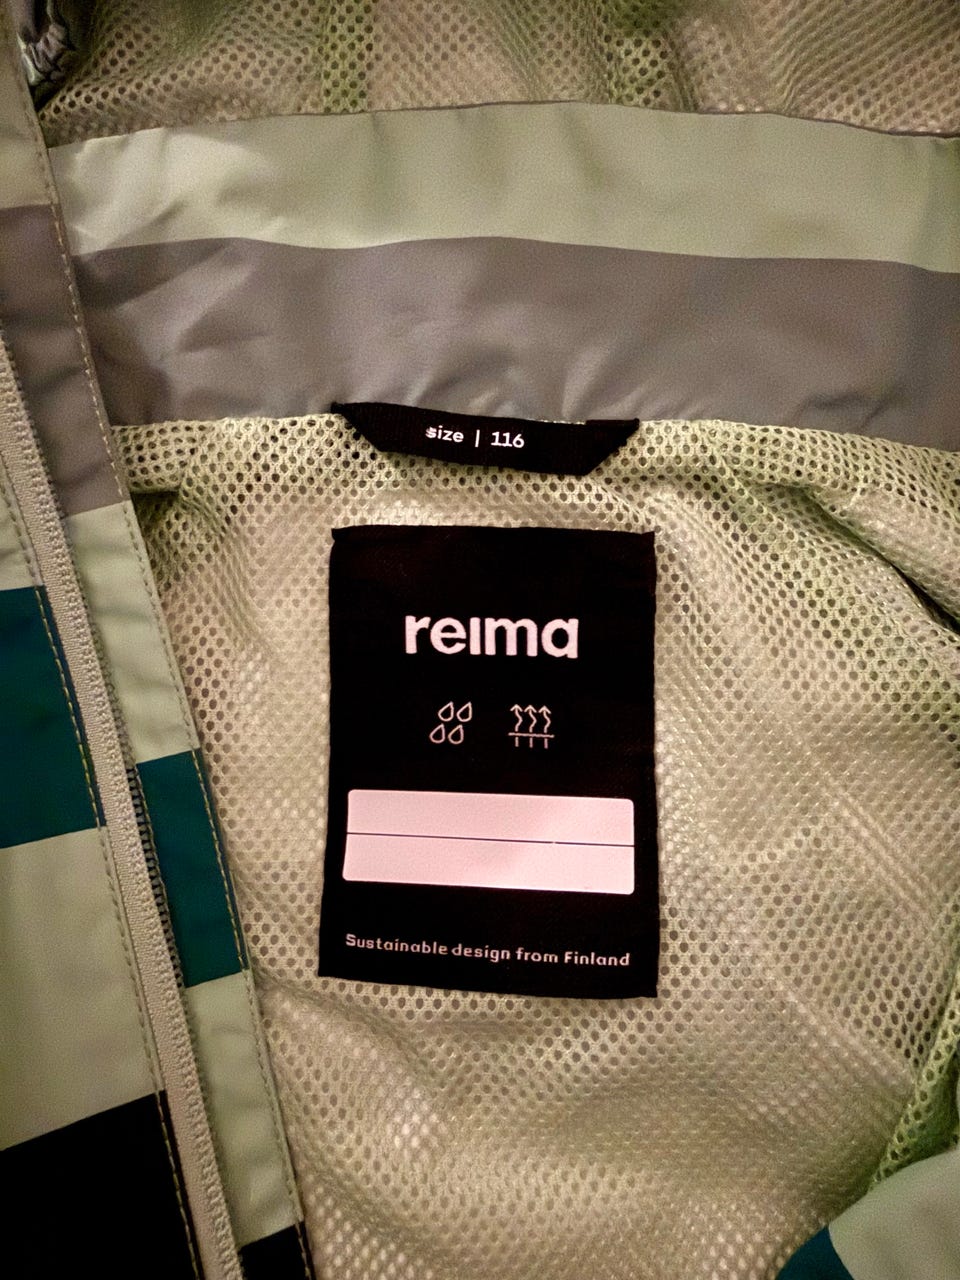 size | 116
reima
Sustainable design from Finland